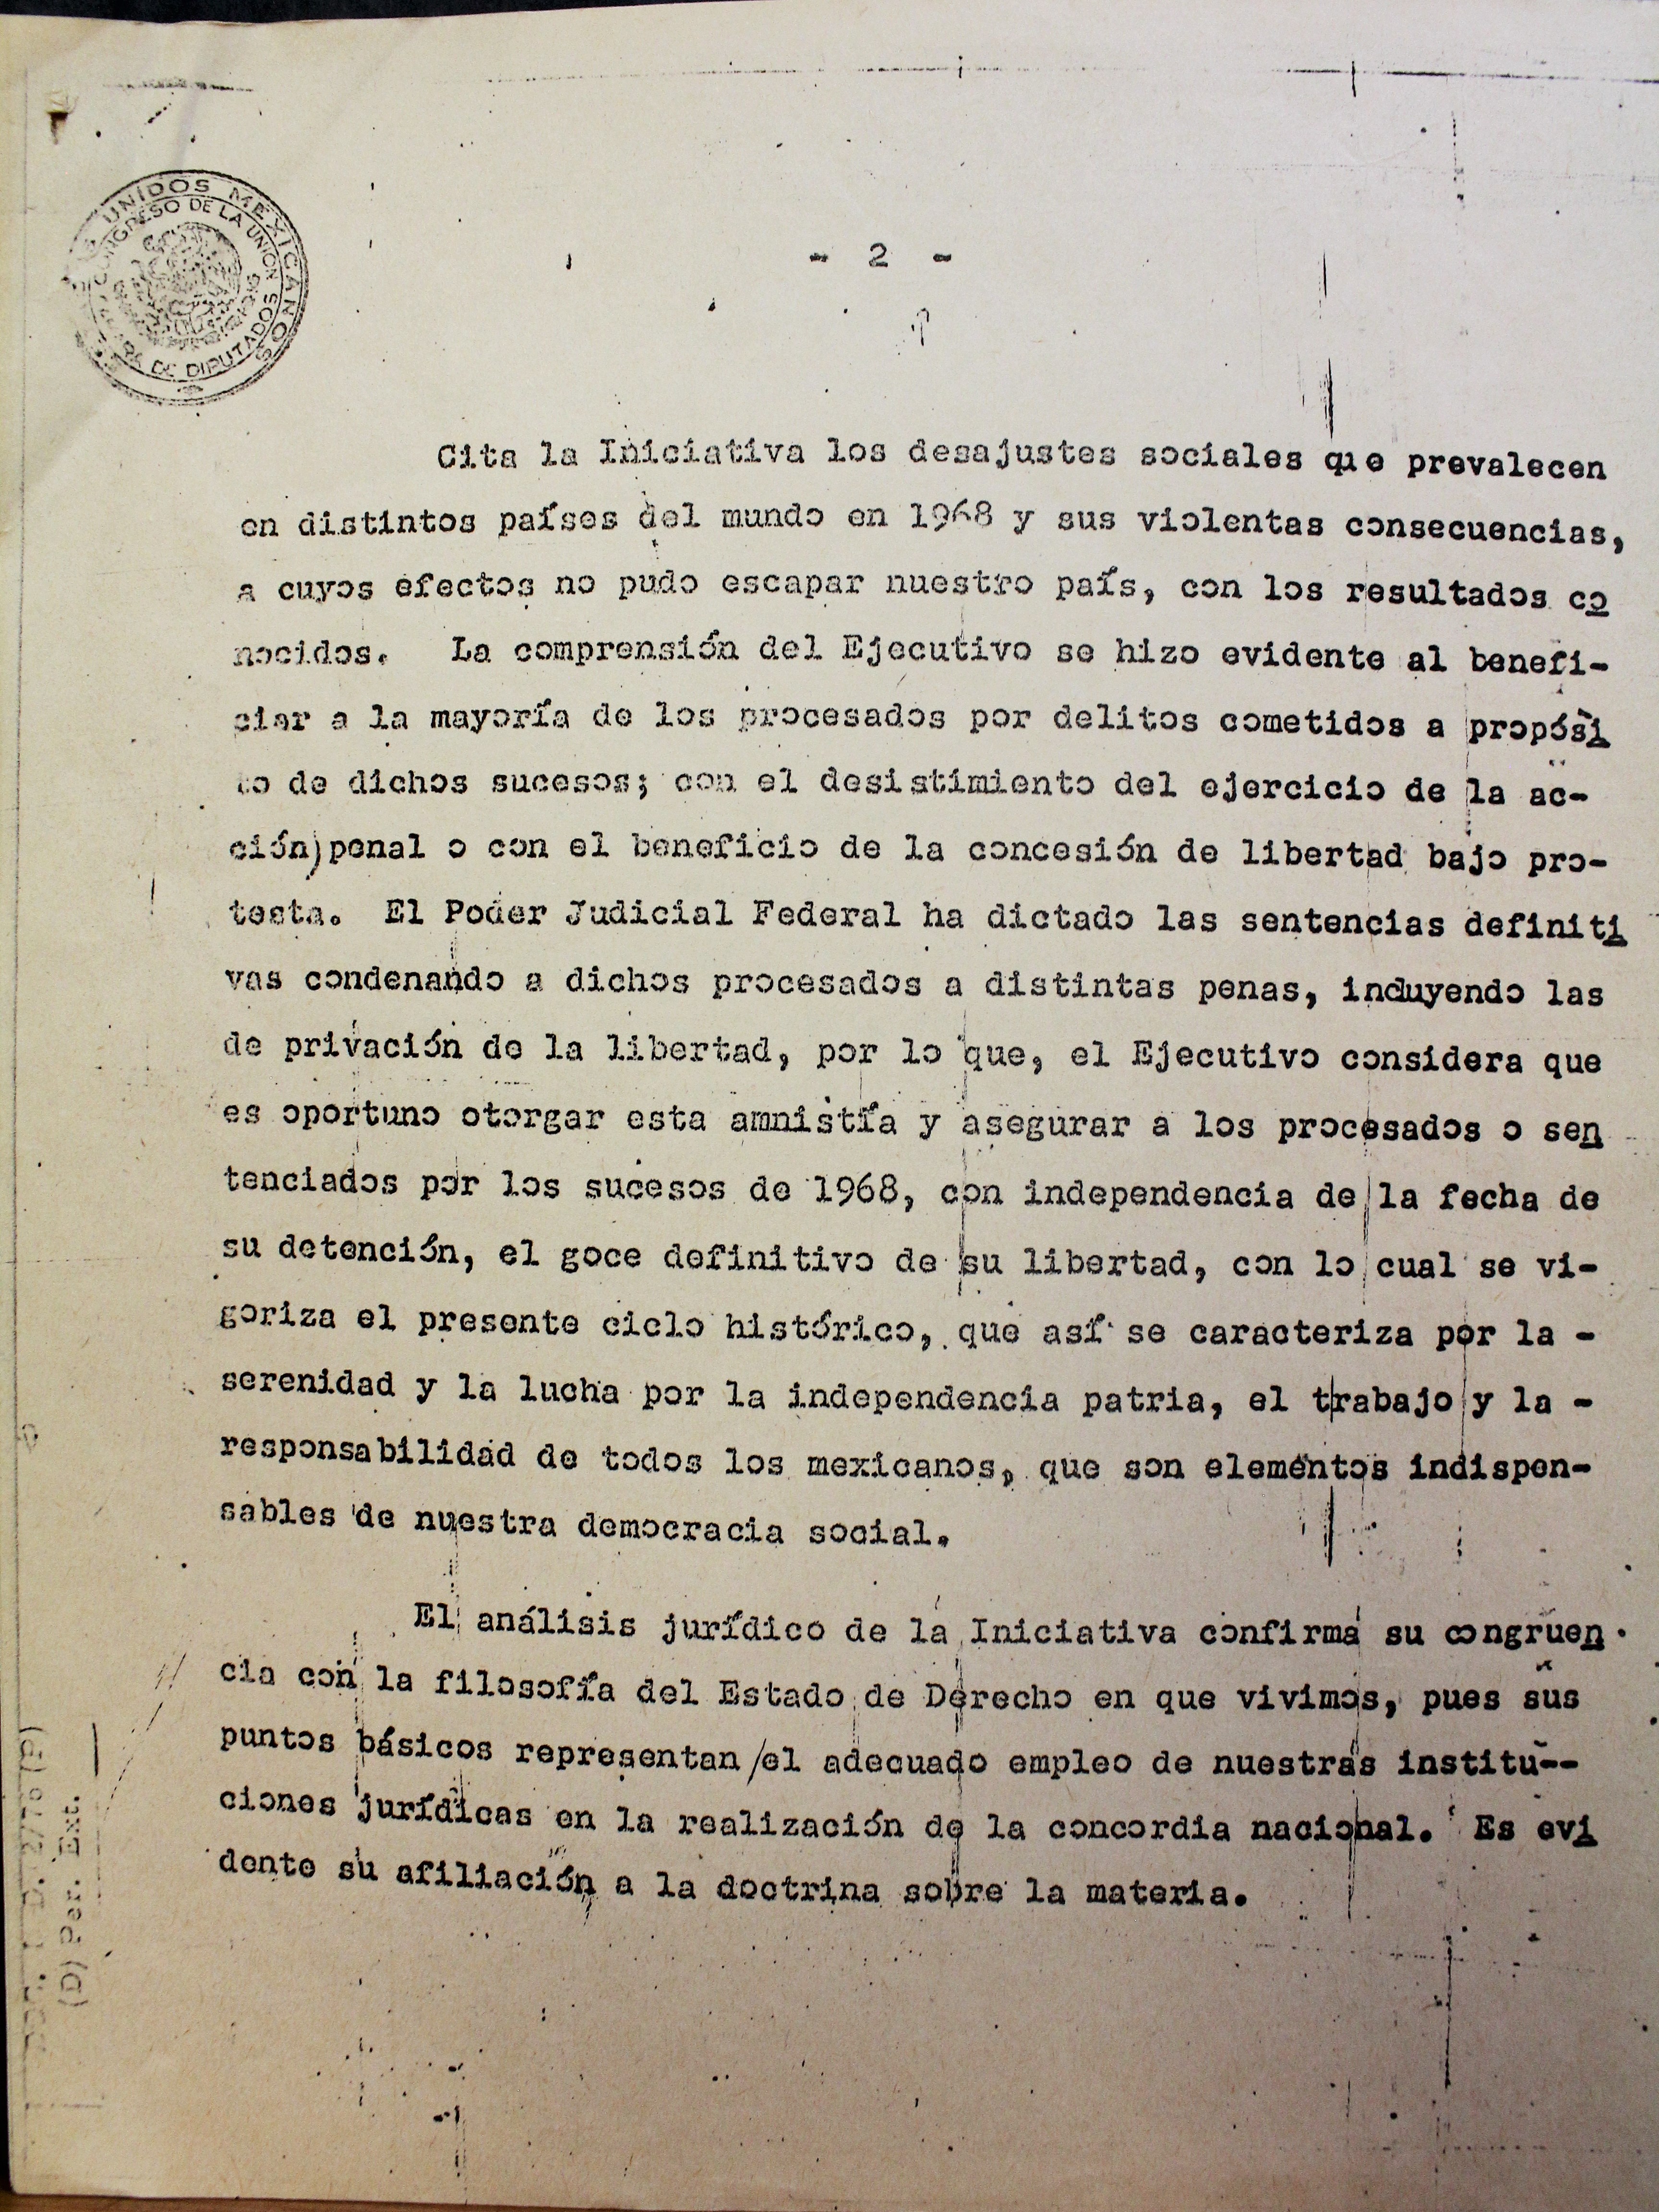 UNIDOS MEXICANOS
CONGRESO DE LA UNION
DE DIPUTADOS
- 2 -
Cita la Iniciativa los desajustes sociales que prevalecen
en distintos países del mundo en 1968 y sus violentas consecuencias,
a cuyos efectos no pudo escapar nuestro país, con los resultados co
nocidos. La comprensión del Ejecutivo se hizo evidente al benefi-
ciar a la mayoría de los procesados por delitos cometidos a propósi
to de dichos sucesos; con el desistimiento del ejercicio de la ac-
ción) penal o con el beneficio de la concesión de libertad bajo pro-
testa. El Poder Judicial Federal ha dictado las sentencias definiti
vas condenando a dichos procesados a distintas penas, incluyendo las
de privación de la libertad, por lo que, el Ejecutivo considera que
es oportuno otorgar esta amnistía y asegurar a los procesados o sen
tenciados por los sucesos de 1968, con independencia de la fecha de
su detención, el goce definitivo de su libertad, con lo cual se vi-
goriza el presente ciclo histórico, que así se caracteriza por la -
serenidad y la lucha por la independencia patria, el trabajo y la -
responsabilidad de todos los mexicanos, que son elementos indispen-
sables de nuestra democracia social.
El análisis jurídico de la Iniciativa confirma su congruen
cia con la filosofía del Estado de Derecho en que vivimos, pues sus
puntos básicos representan el adecuado empleo de nuestras institu--
ciones jurídicas en la realización de la concordia nacional. Es evi
dente su afiliación a la doctrina sobre la materia.
(D) Per. Ext.